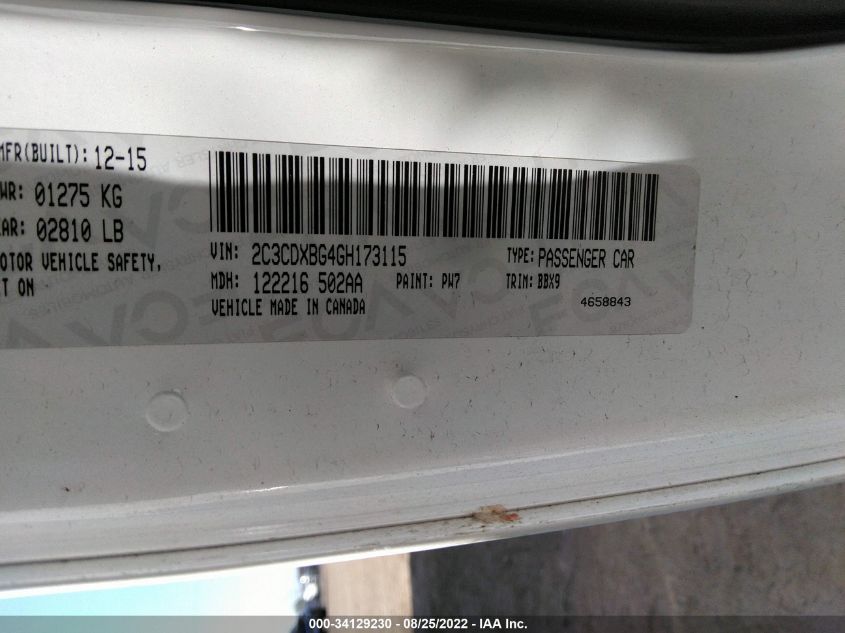 MFR(BUILT): 12-15
WR: 01275 KG
EAR: 02810 LB
OTOR VEHICLE SAFETY,
T ON
VIN: 2C3CDXBG4GH173115
TYPE: PASSENGER CAR
MDH: 122216 502AA
PAINT: PW7
TRIM: BBX9
VEHICLE MADE IN CANADA
4658843
000-34129230 - 08/25/2022 - IAA Inc.